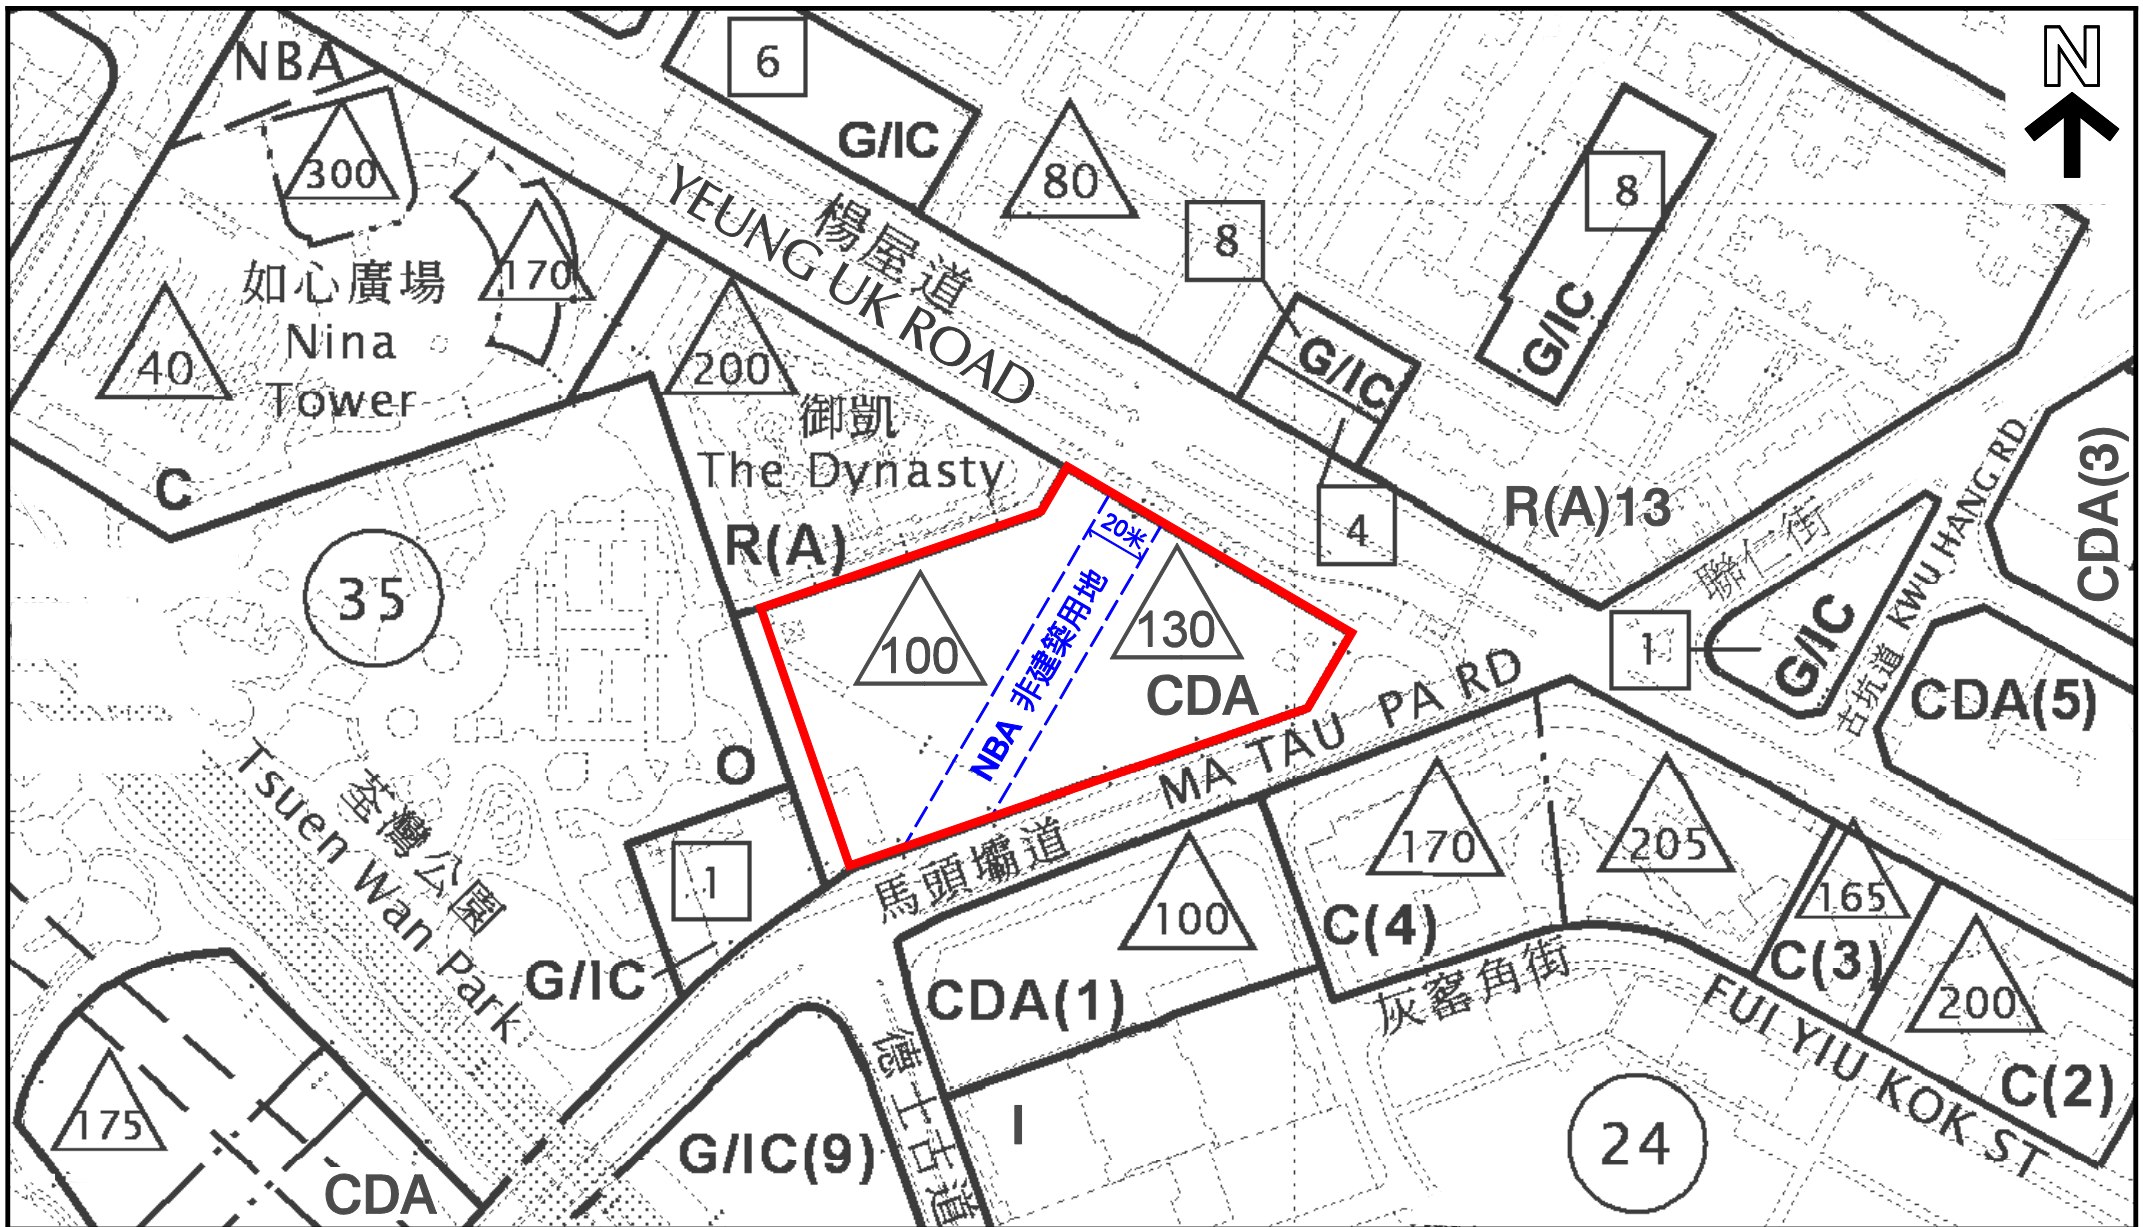 NBA
6
N
G/IC
300
80
8
8
楊屋道
YEUNG UK ROAD
如心廣場
Nina
Tower
170
40
200
G/IC
G/IC
御凱
The Dynasty
C
R(A)
4
R(A)13
聯仁街
KWU HANG RD
古坑道
CDA(3)
35
20米
100
NBA 非建築用地
130
CDA
1
G/IC
CDA(5)
MA TAU PA RD
馬頭壩道
O
荃灣公園
Tsuen Wan Park
1
G/IC
170
205
165
100
C(4)
C(3)
200
CDA(1)
灰窰角街
FUI YIU KOK ST
C(2)
德士古道
I
24
175
CDA
G/IC(9)